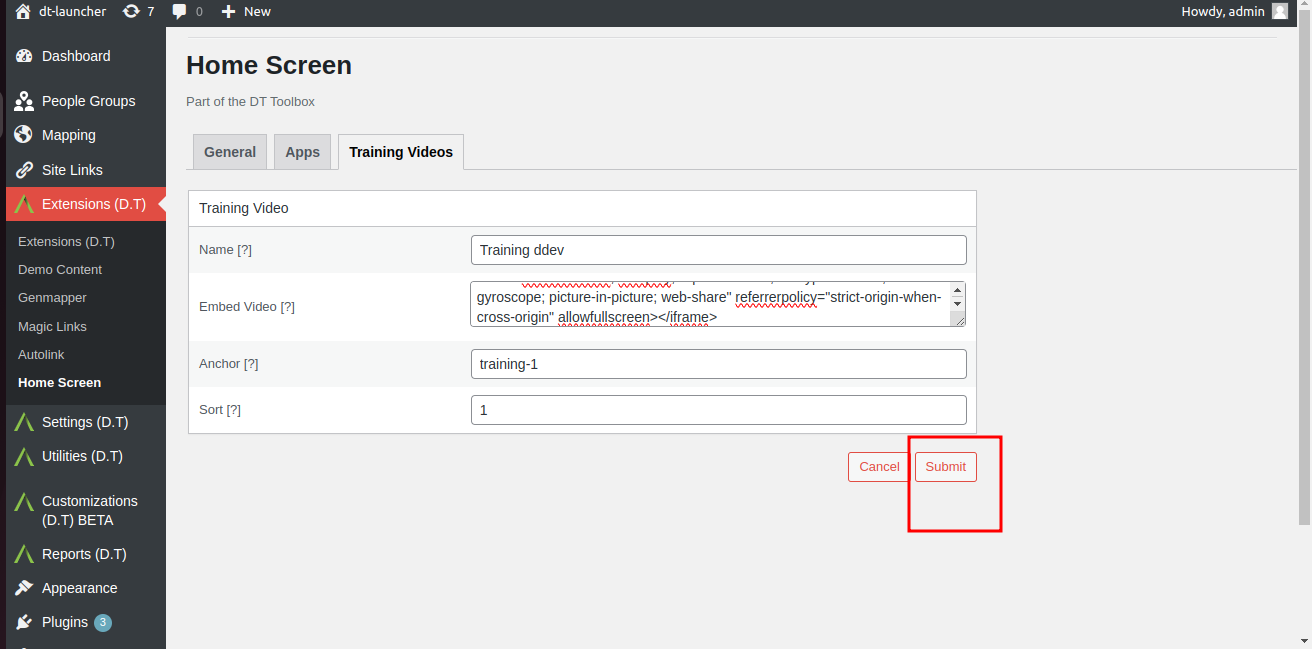 dt-launcher 7 0 New Howdy, admin
Dashboard
People Groups
Mapping
Site Links
Extensions (D.T)
Extensions (D.T)
Demo Content
Genmapper
Magic Links
Autolink
Home Screen
Settings (D.T)
Utilities (D.T)
Customizations
(D.T) BETA
Reports (D.T)
Appearance
Plugins 3
Home Screen
Part of the DT Toolbox
General Apps Training Videos
Training Video
Name [?] Training ddev
Embed Video [?]
gyroscope; picture-in-picture; web-share" referrerpolicy="strict-origin-when-
cross-origin" allowfullscreen></iframe>
Anchor [?] training-1
Sort [?] 1
Cancel Submit